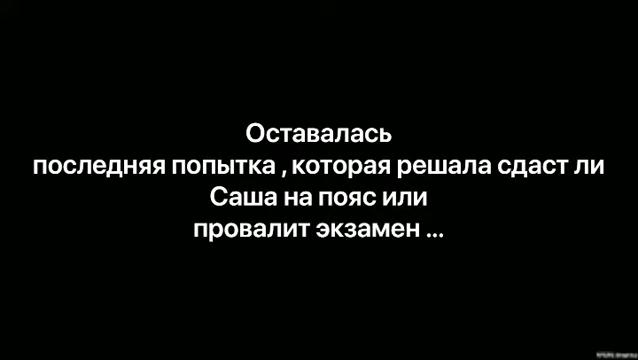 Оставалась
последняя попытка , которая решала сдаст ли
Саша на пояс или
провалит экзамен ...